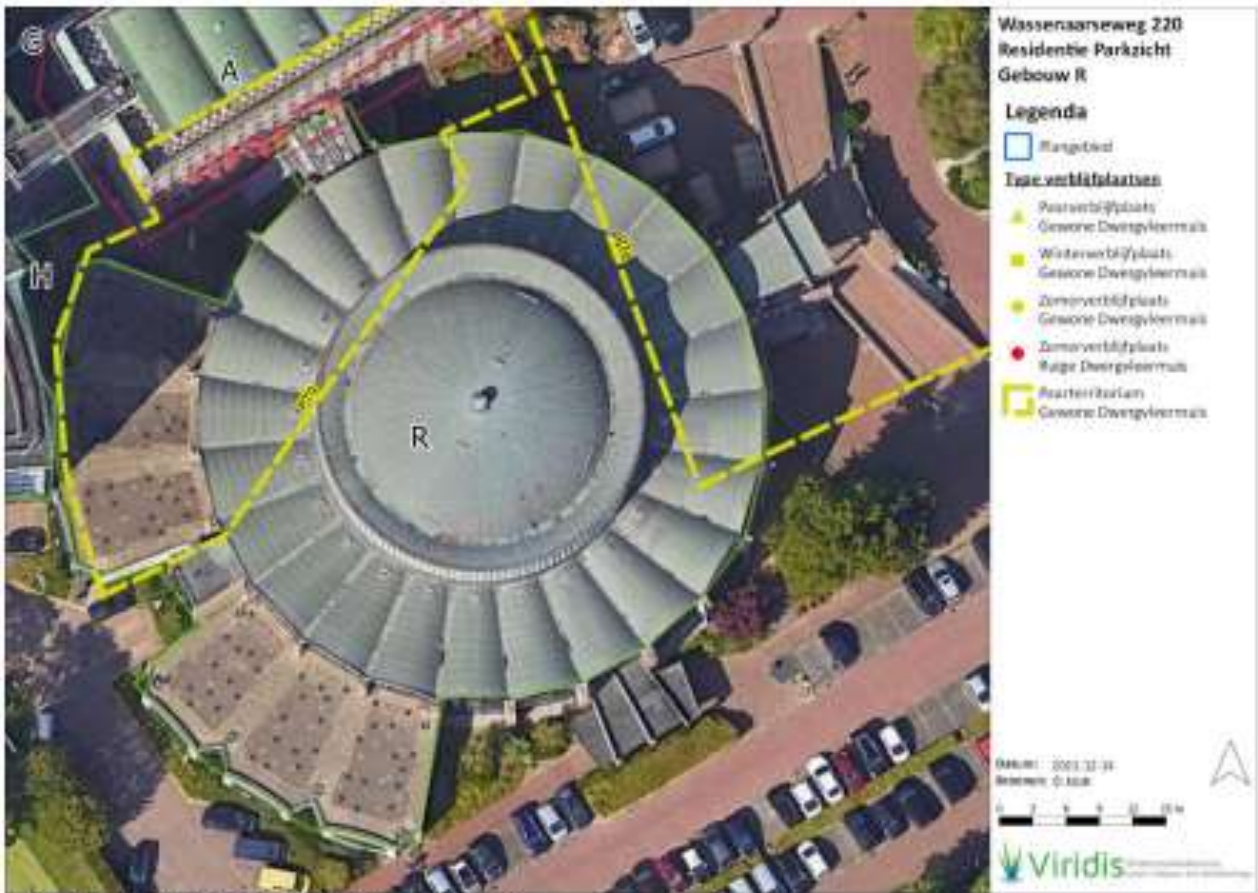 Wassenaarseweg 220
Residentie Parkzicht
Gebouw R
Legenda
Plangebied
Type verblijfplaatsen
Paarverblijfplaats
Gewone Dwergvleermuis
Winterverblijfplaats
Gewone Dwergvleermuis
Zomerverblijfplaats
Gewone Dwergvleermuis
Zomerverblijfplaats
Ruige Dwergvleermuis
Paarterritorium
Gewone Dwergvleermuis
A
H
R
Datum:
Viridis